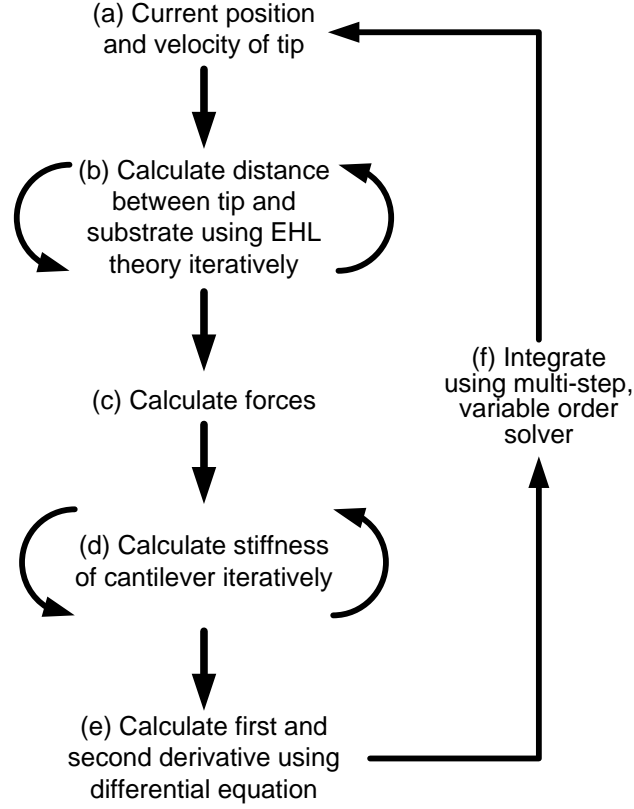 (a) Current position
and velocity of tip
(b) Calculate distance
between tip and
substrate using EHL
theory iteratively
(c) Calculate forces
(d) Calculate stiffness
of cantilever iteratively
(e) Calculate first and
second derivative using
differential equation
(f) Integrate
using multi-step,
variable order
solver